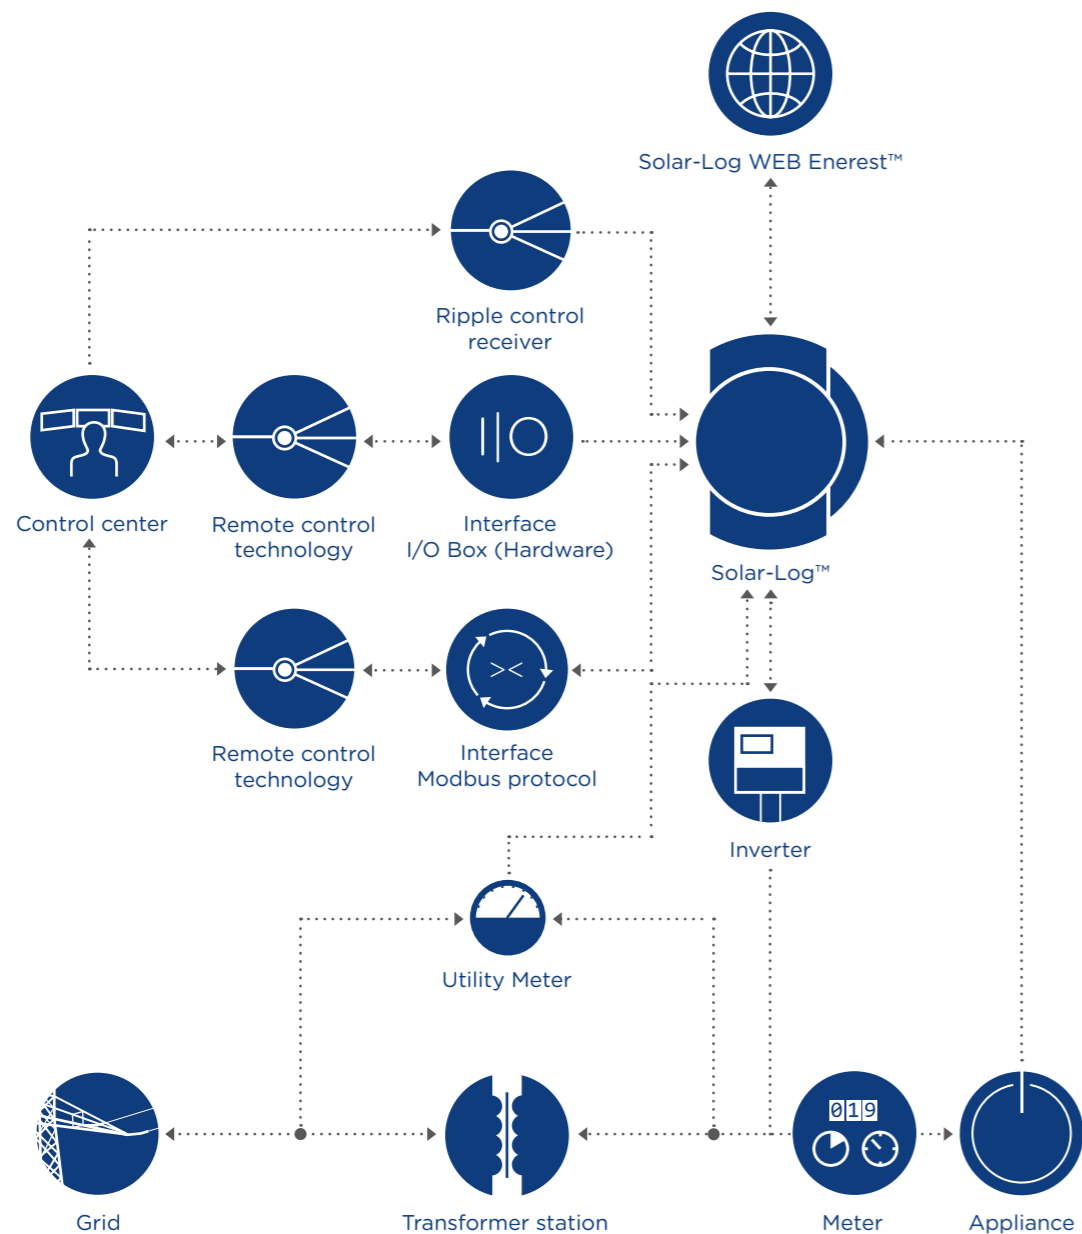 Solar-Log WEB Enerest™
Ripple control
receiver
Control center
Remote control
technology
Interface
I/O Box (Hardware)
Solar-Log™
Remote control
technology
Interface
Modbus protocol
Inverter
Utility Meter
019
Grid
Transformer station
Meter
Appliance